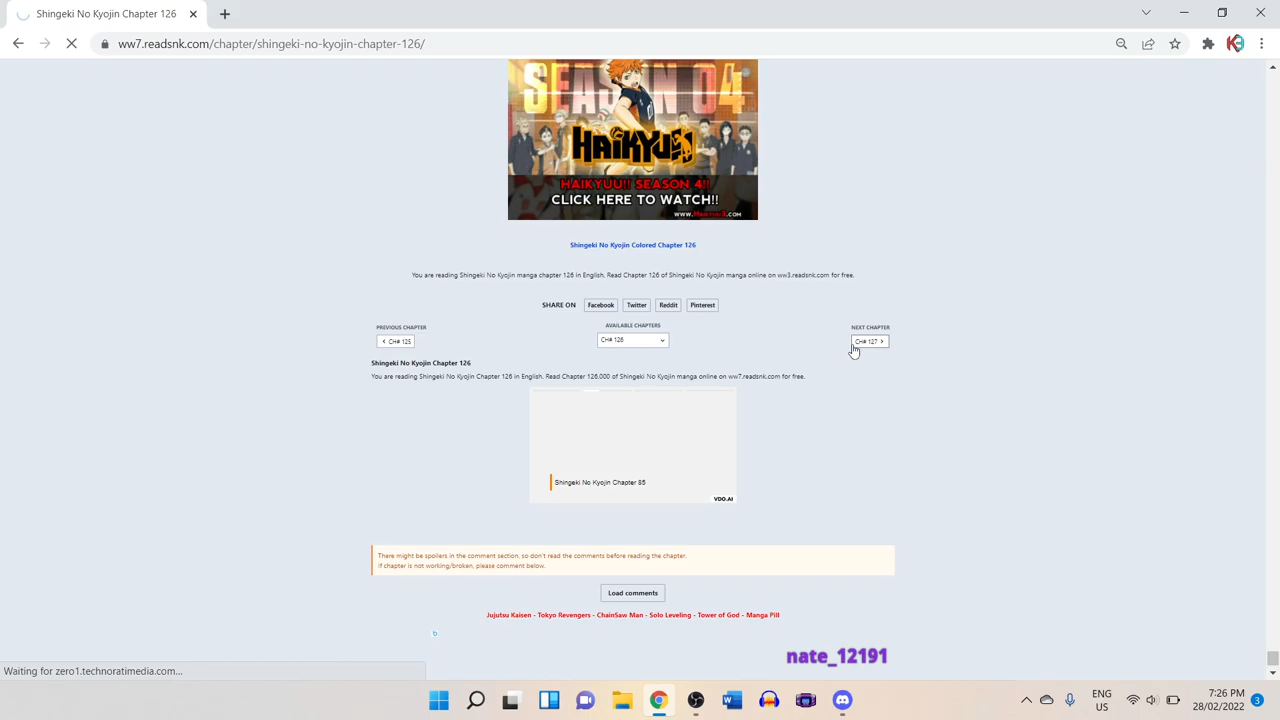 Shingeki No Kyojin Chapter 126
ww7.readsnk.com/chapter/shingeki-no-kyojin-chapter-126/
SEASON 04
HAIKYUU
HAIKYUU!! SEASON 4!!
CLICK HERE TO WATCH!!
Shingeki No Kyojin Colored Chapter 126
You are reading Shingeki No Kyojin manga chapter 126 in English. Read Chapter 126 of Shingeki No Kyojin manga online on ww3.readsnk.com for free.
SHARE ON Facebook Twitter Reddit Pinterest
PREVIOUS CHAPTER AVAILABLE CHAPTERS NEXT CHAPTER
CH# 125 CH# 126 CH# 127
Shingeki No Kyojin Chapter 126
You are reading Shingeki No Kyojin Chapter 126 in English. Read Chapter 126.000 of Shingeki No Kyojin manga online on ww7.readsnk.com for free.
Shingeki No Kyojin Chapter 85
VDO.AI
There might be spoilers in the comment section, so don't read the comments before reading the chapter.
If chapter is not working/broken, please comment below.
Load comments
Jujutsu Kaisen - Tokyo Revengers - ChainSaw Man - Solo Leveling - Tower of God - Manga Pill
nate_12191
Waiting for zero1.technoratimedia.com...
7:26 PM
28/02/2022
3